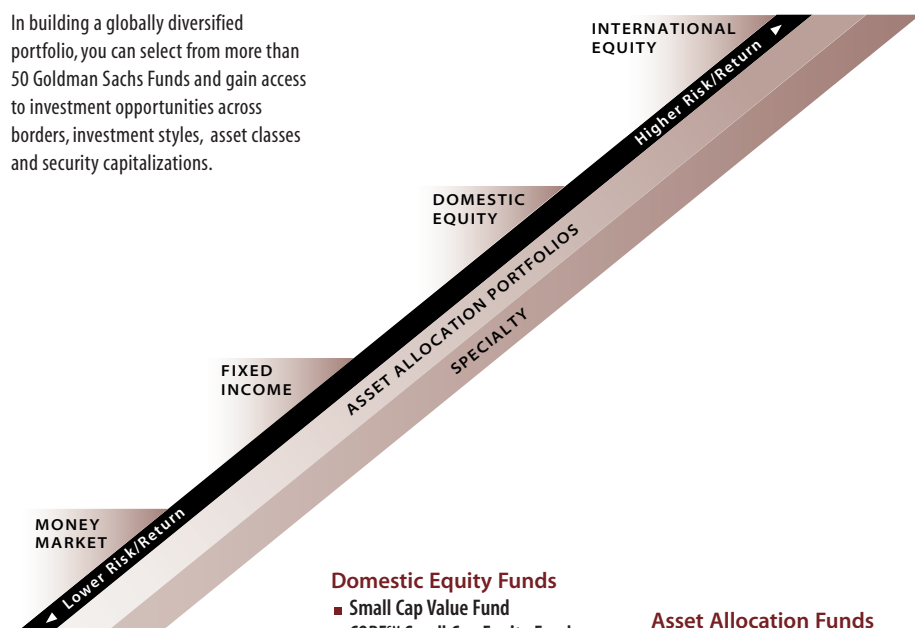 In building a globally diversified
portfolio, you can select from more than
50 Goldman Sachs Funds and gain access
to investment opportunities across
borders, investment styles, asset classes
and security capitalizations.
INTERNATIONAL
EQUITY
Higher Risk/Return ►
DOMESTIC
EQUITY
ASSET ALLOCATION PORTFOLIOS
SPECIALTY
FIXED
INCOME
MONEY
MARKET
◄ Lower Risk/Return
Domestic Equity Funds
■ Small Cap Value Fund
Asset Allocation Funds